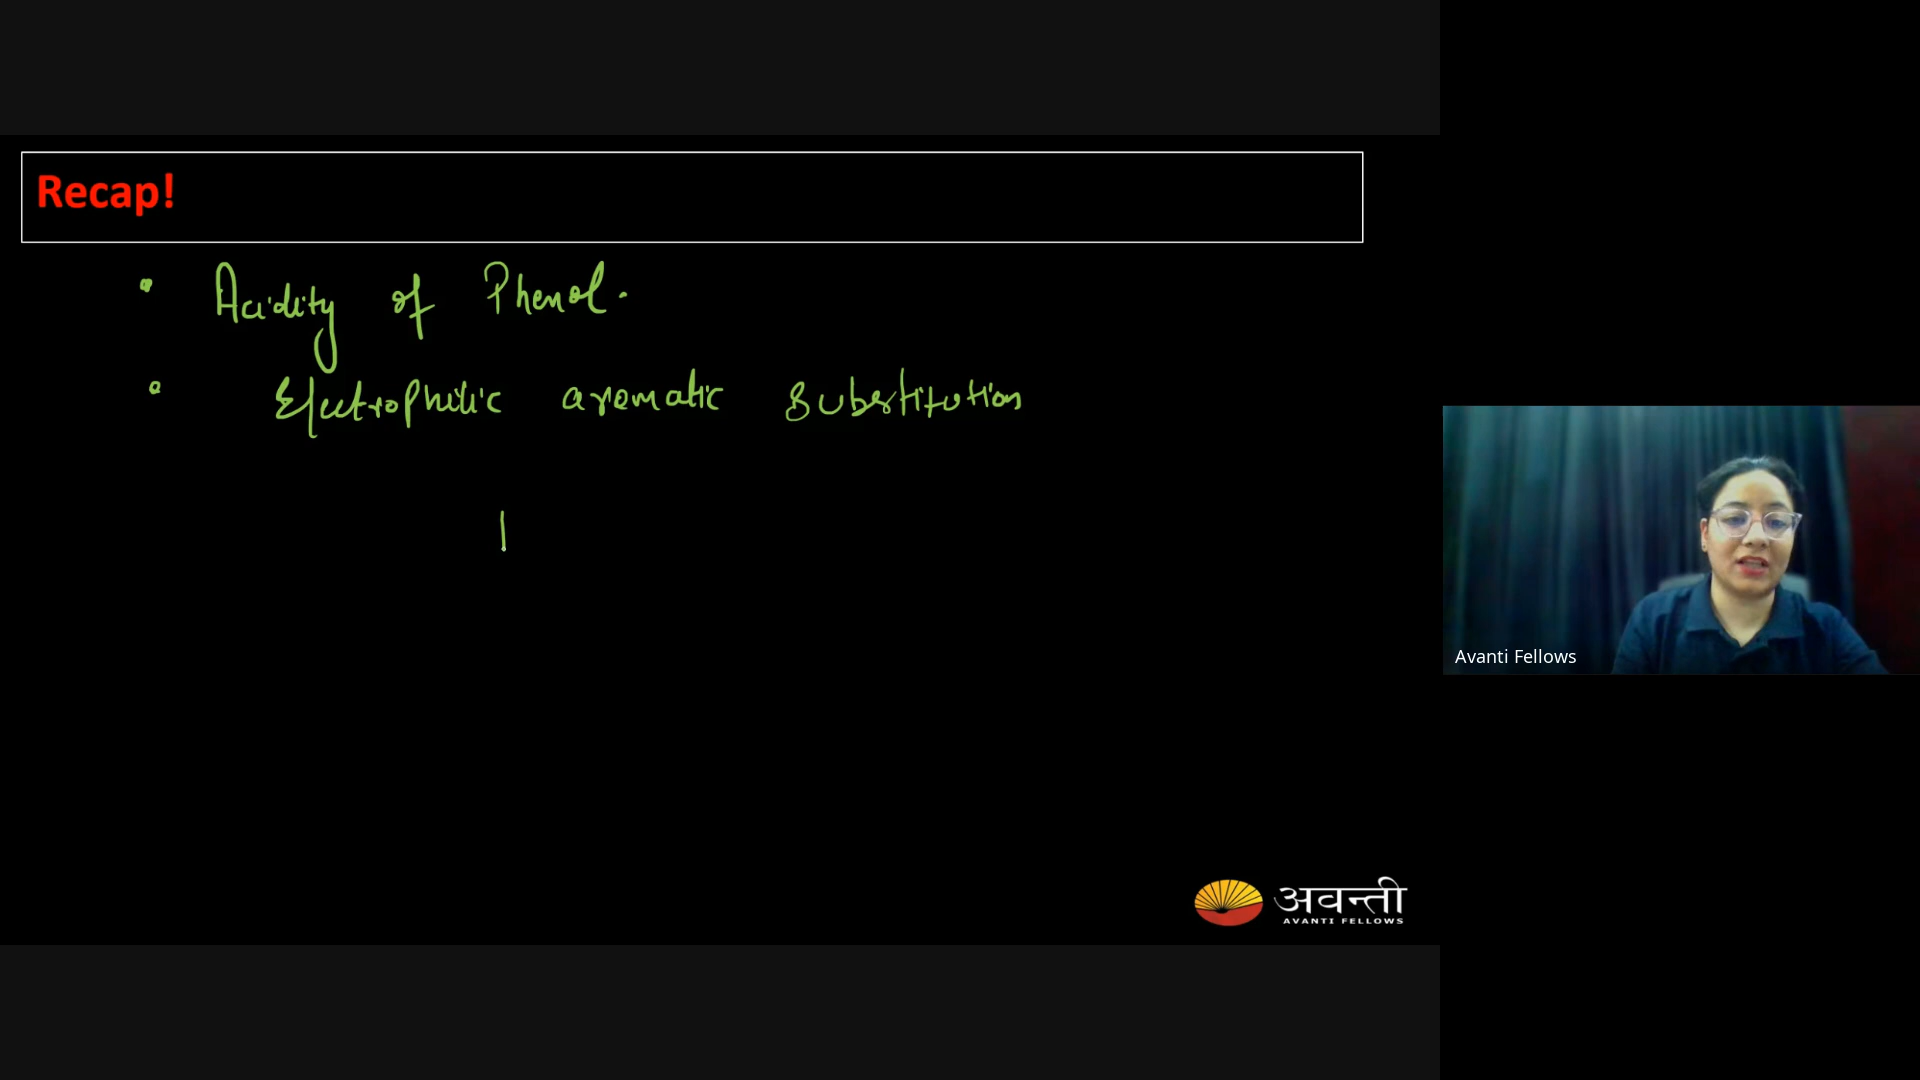 Recap!
• Acidity of Phenol.
• Electrophilic aromatic substitution
Avanti Fellows
अवन्ती
AVANTI FELLOWS